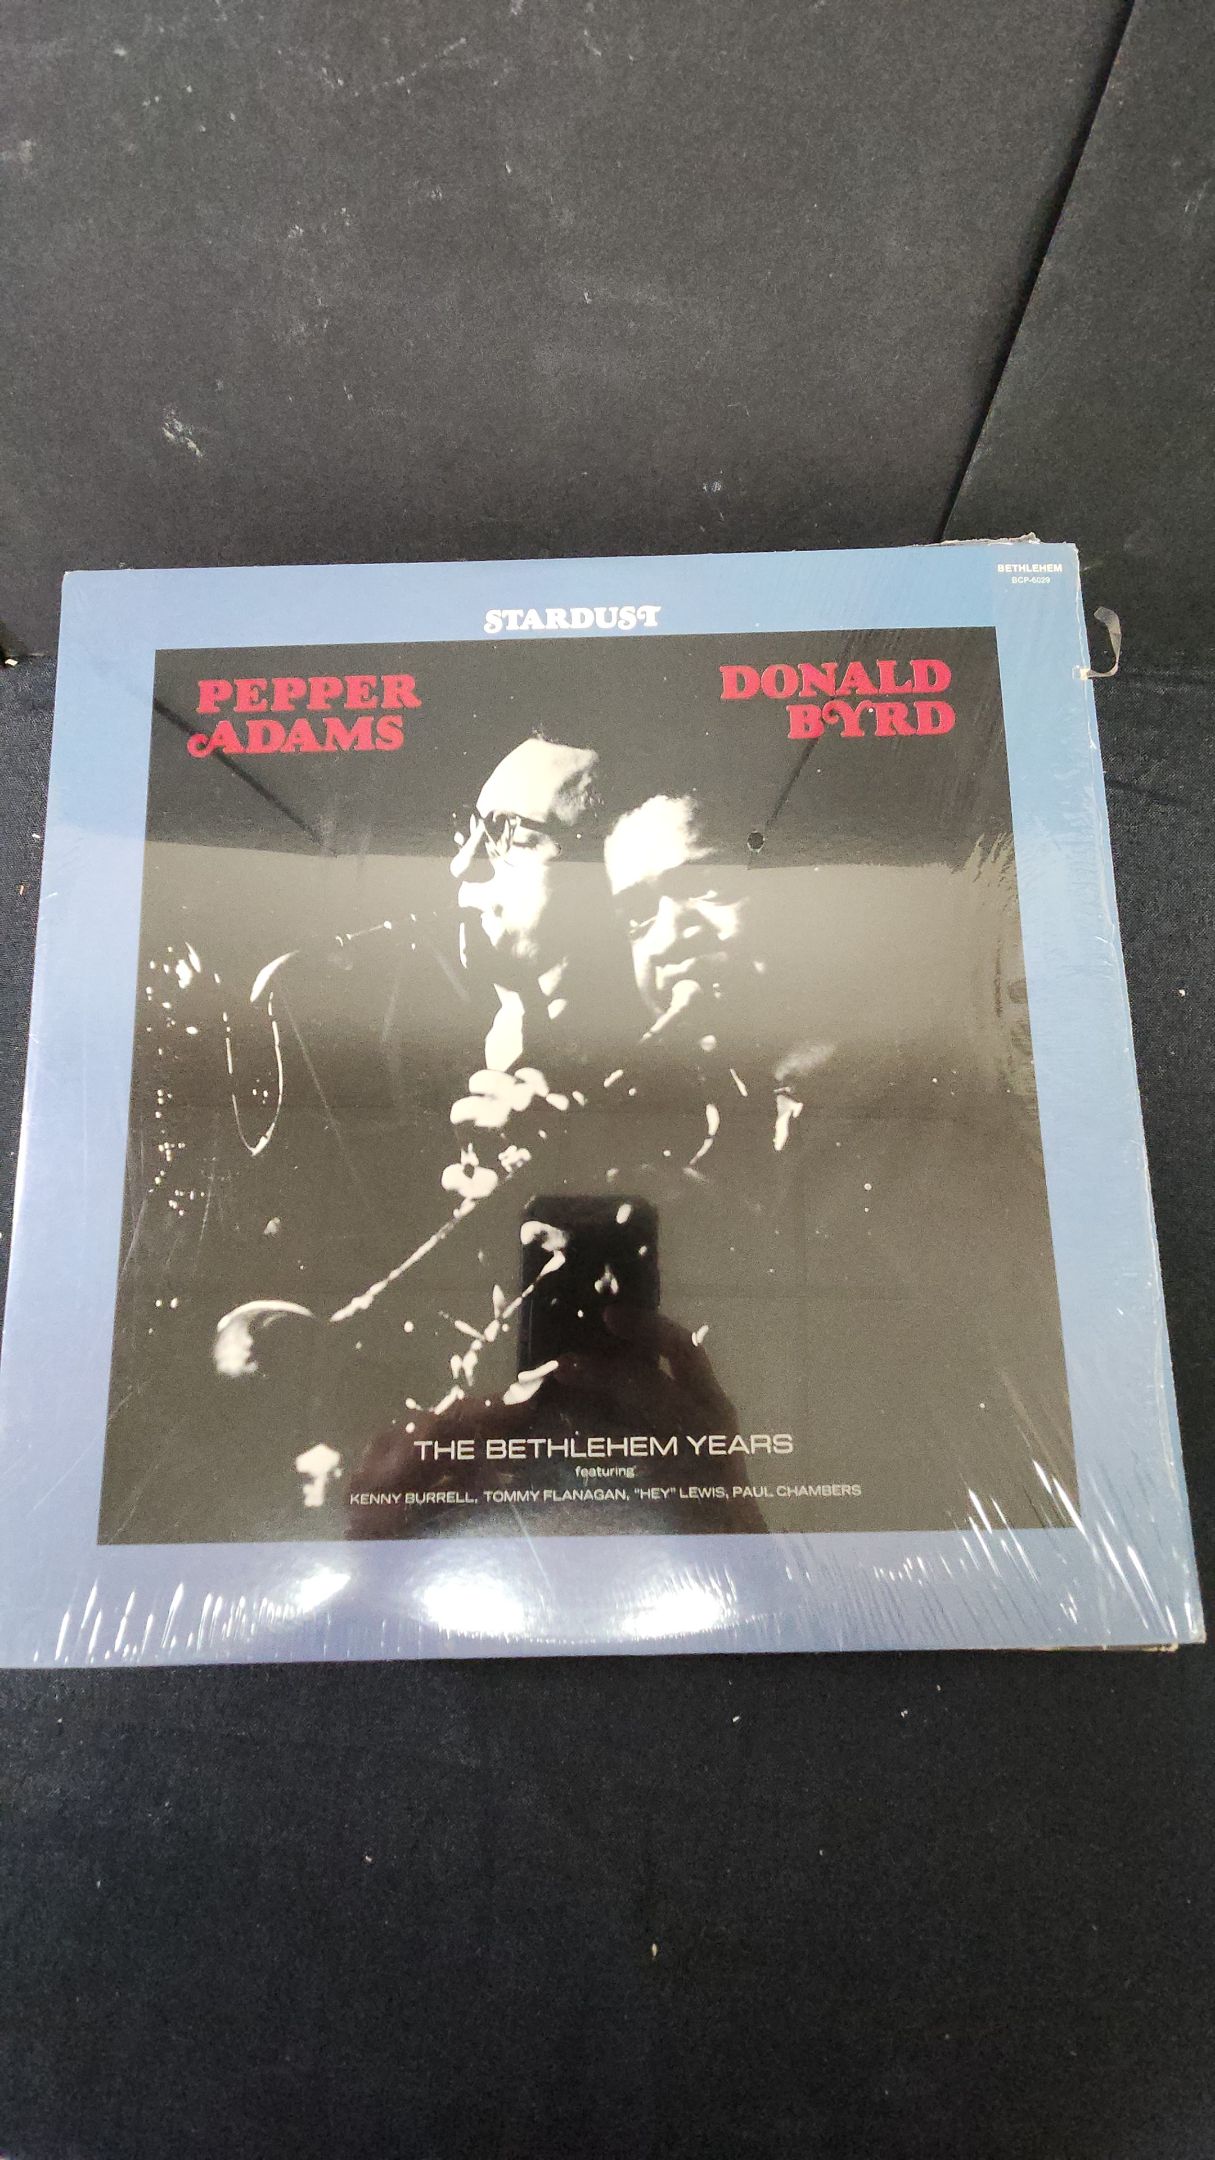 BETHLEHEM
BCP-6029
STARDUST
PEPPER
ADAMS
DONALD
BYRD
THE BETHLEHEM YEARS
featuring
KENNY BURRELL, TOMMY FLANAGAN, "HEY" LEWIS, PAUL CHAMBERS